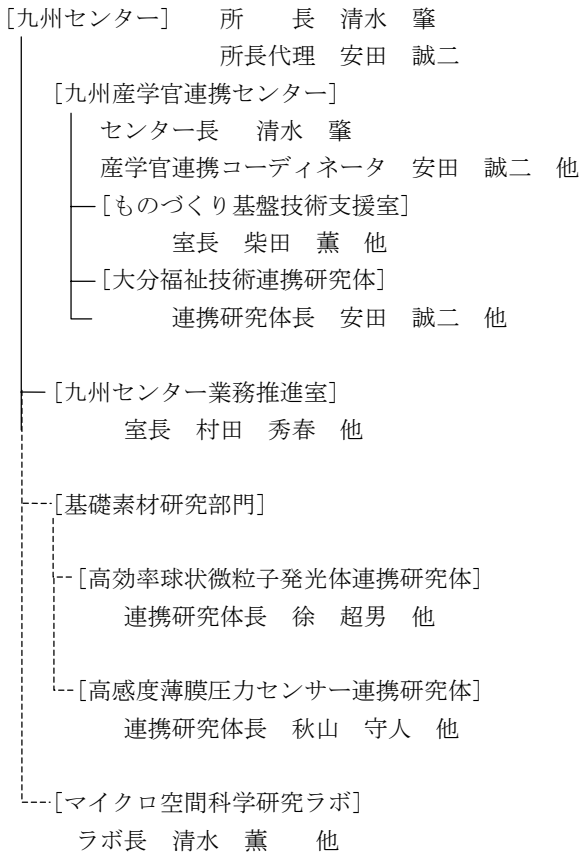 [九州センター]　　所　　長　清水　肇
所長代理　安田　誠二
[九州産学官連携センター]
センター長　清水　肇
産学官連携コーディネータ　安田　誠二　他
[ものづくり基盤技術支援室]
室長　柴田　薫　他
[大分福祉技術連携研究体]
連携研究体長　安田　誠二　他
[九州センター業務推進室]
室長　村田　秀春　他
[基礎素材研究部門]
[高効率球状微粒子発光体連携研究体]
連携研究体長　徐　超男　他
[高感度薄膜圧力センサー連携研究体]
連携研究体長　秋山　守人　他
[マイクロ空間科学研究ラボ]
ラボ長　清水　薫　　他